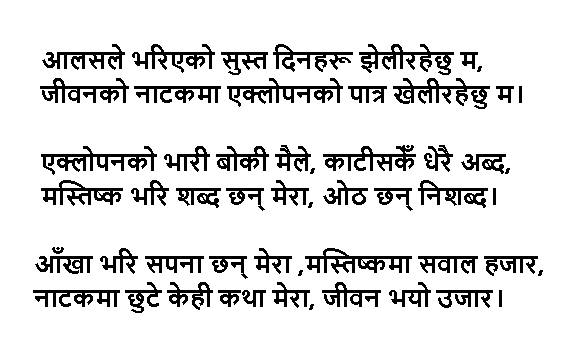 आलसले भरिएको सुस्त दिनहरू झेलीरहेछु म,
जीवनको नाटकमा एक्लोपनको पात्र खेलीरहेछु म।
एक्लोपनको भारी बोकी मैले, काटीसकेँ धेरै अब्द,
मस्तिष्क भरि शब्द छन् मेरा, ओठ छन् निशब्द।
आँखा भरि सपना छन् मेरा ,मस्तिष्कमा सवाल हजार,
नाटकमा छुटे केही कथा मेरा, जीवन भयो उजार।